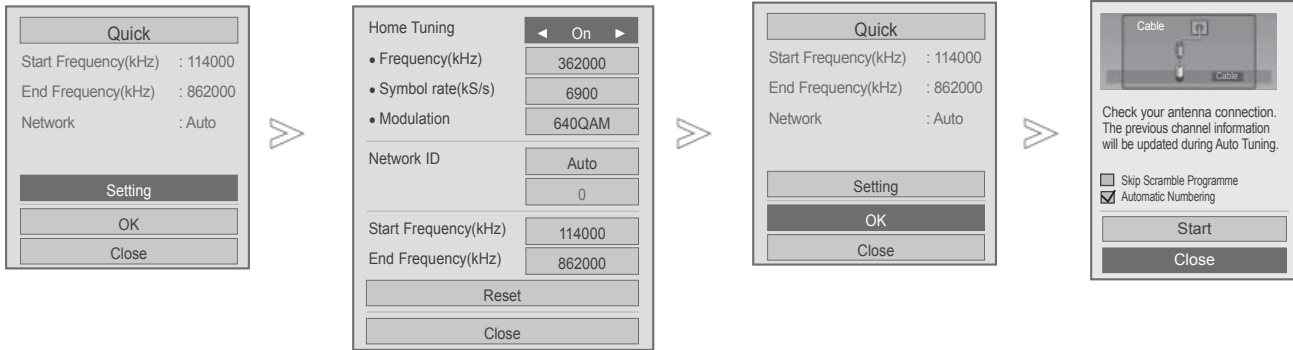 Quick
Start Frequency(kHz) : 114000
End Frequency(kHz) : 862000
Network : Auto
Setting
OK
Close
Home Tuning ◄ On ►
• Frequency(kHz) 362000
• Symbol rate(kS/s) 6900
• Modulation 640QAM
Network ID Auto
0
Start Frequency(kHz) 114000
End Frequency(kHz) 862000
Reset
Close
Quick
Start Frequency(kHz) : 114000
End Frequency(kHz) : 862000
Network : Auto
Setting
OK
Close
Cable
Cable
Check your antenna connection.
The previous channel information
will be updated during Auto Tuning.
Skip Scramble Programme
Automatic Numbering
Start
Close